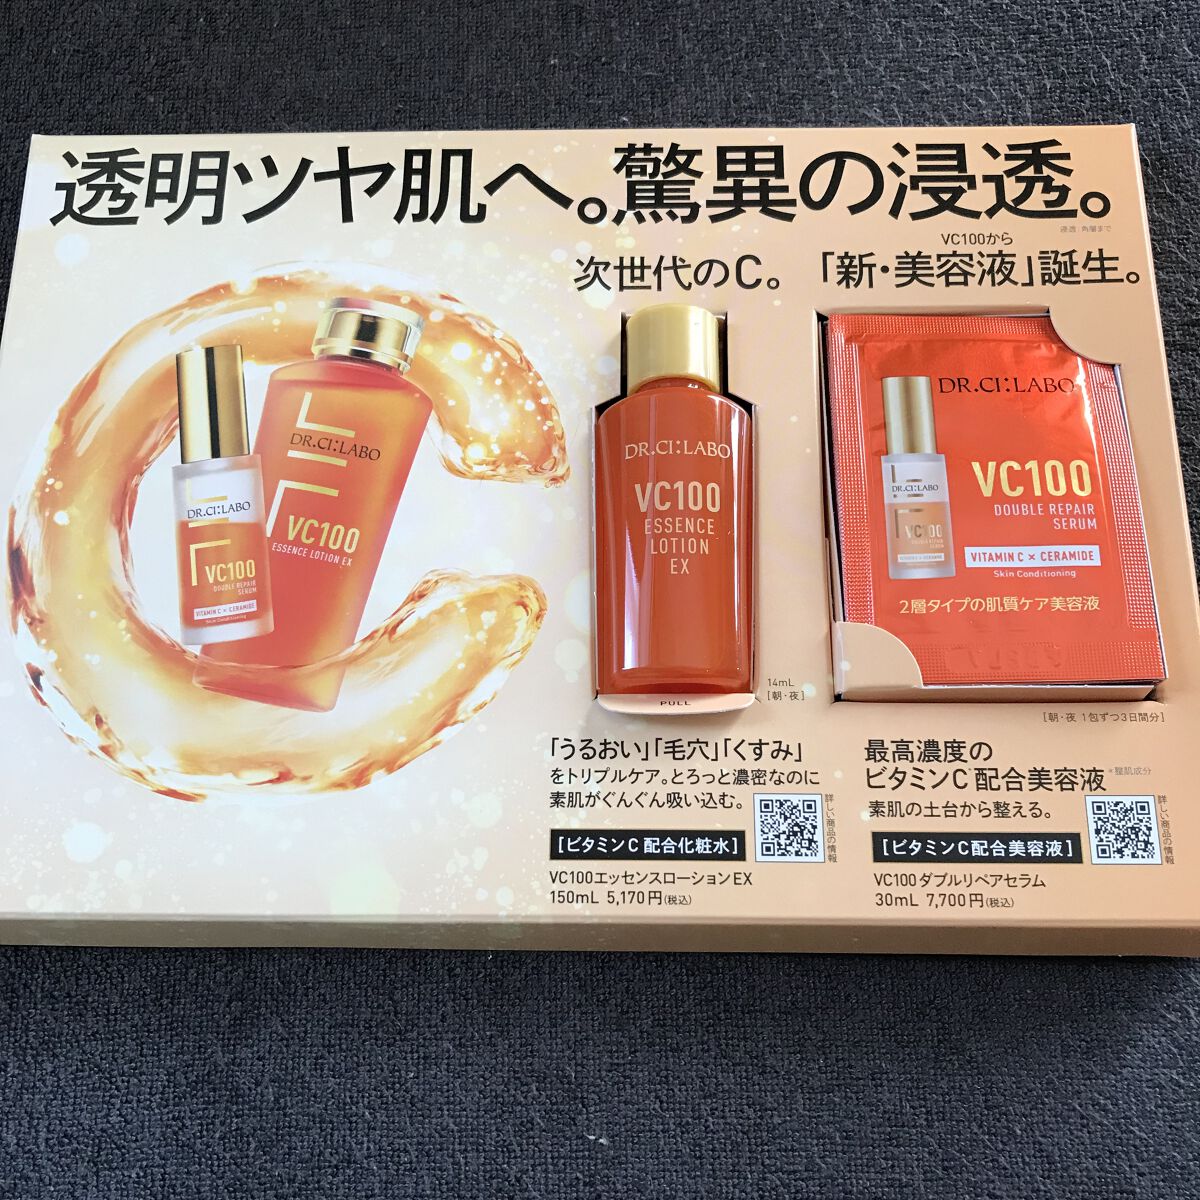 透明ツヤ肌へ。驚異の浸透。
浸透:角層まで
次世代のC。
VC100から
「新・美容液」誕生。
DR.CI:LABO
VC100
DOUBLE REPAIR
SERUM
VITAMIN C × CERAMIDE
Skin Conditioning
DR.CI:LABO
VC100
ESSENCE LOTION EX
DR.CI:LABO
VC100
ESSENCE
LOTION
EX
PULL
14mL
[朝・夜]
DR.CI:LABO
VC100
DOUBLE REPAIR
SERUM
VITAMIN C × CERAMIDE
Skin Conditioning
2層タイプの肌質ケア美容液
DR.CI:LABO
VC100
DOUBLE REPAIR
SERUM
VITAMIN C × CERAMIDE
[朝・夜 1包ずつ3日間分]
「うるおい」「毛穴」「くすみ」
をトリプルケア。とろっと濃密なのに
素肌がぐんぐん吸い込む。
[ビタミンC配合化粧水]
詳しい商品の情報
VC100エッセンスローションEX
150mL 5,170円(税込)
最高濃度の
ビタミンC*配合美容液
*整肌成分
素肌の土台から整える。
[ビタミンC配合美容液]
詳しい商品の情報
VC100ダブルリペアセラム
30mL 7,700円(税込)